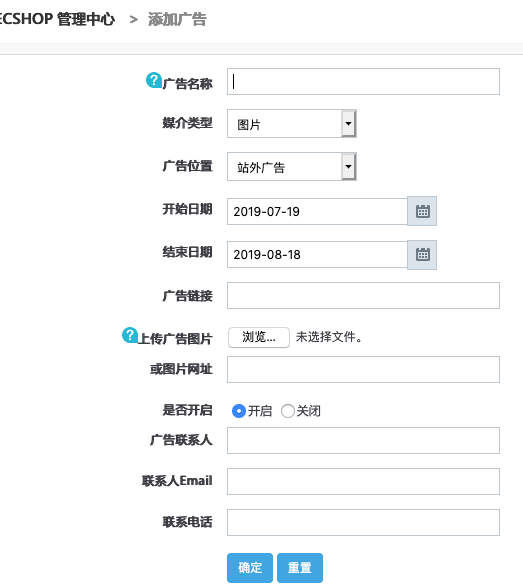 ECSHOP 管理中心 > 添加广告
?广告名称
媒介类型 图片
广告位置 站外广告
开始日期 2019-07-19
结束日期 2019-08-18
广告链接
?上传广告图片 浏览... 未选择文件。
或图片网址
是否开启 开启 关闭
广告联系人
联系人Email
联系电话
确定 重置